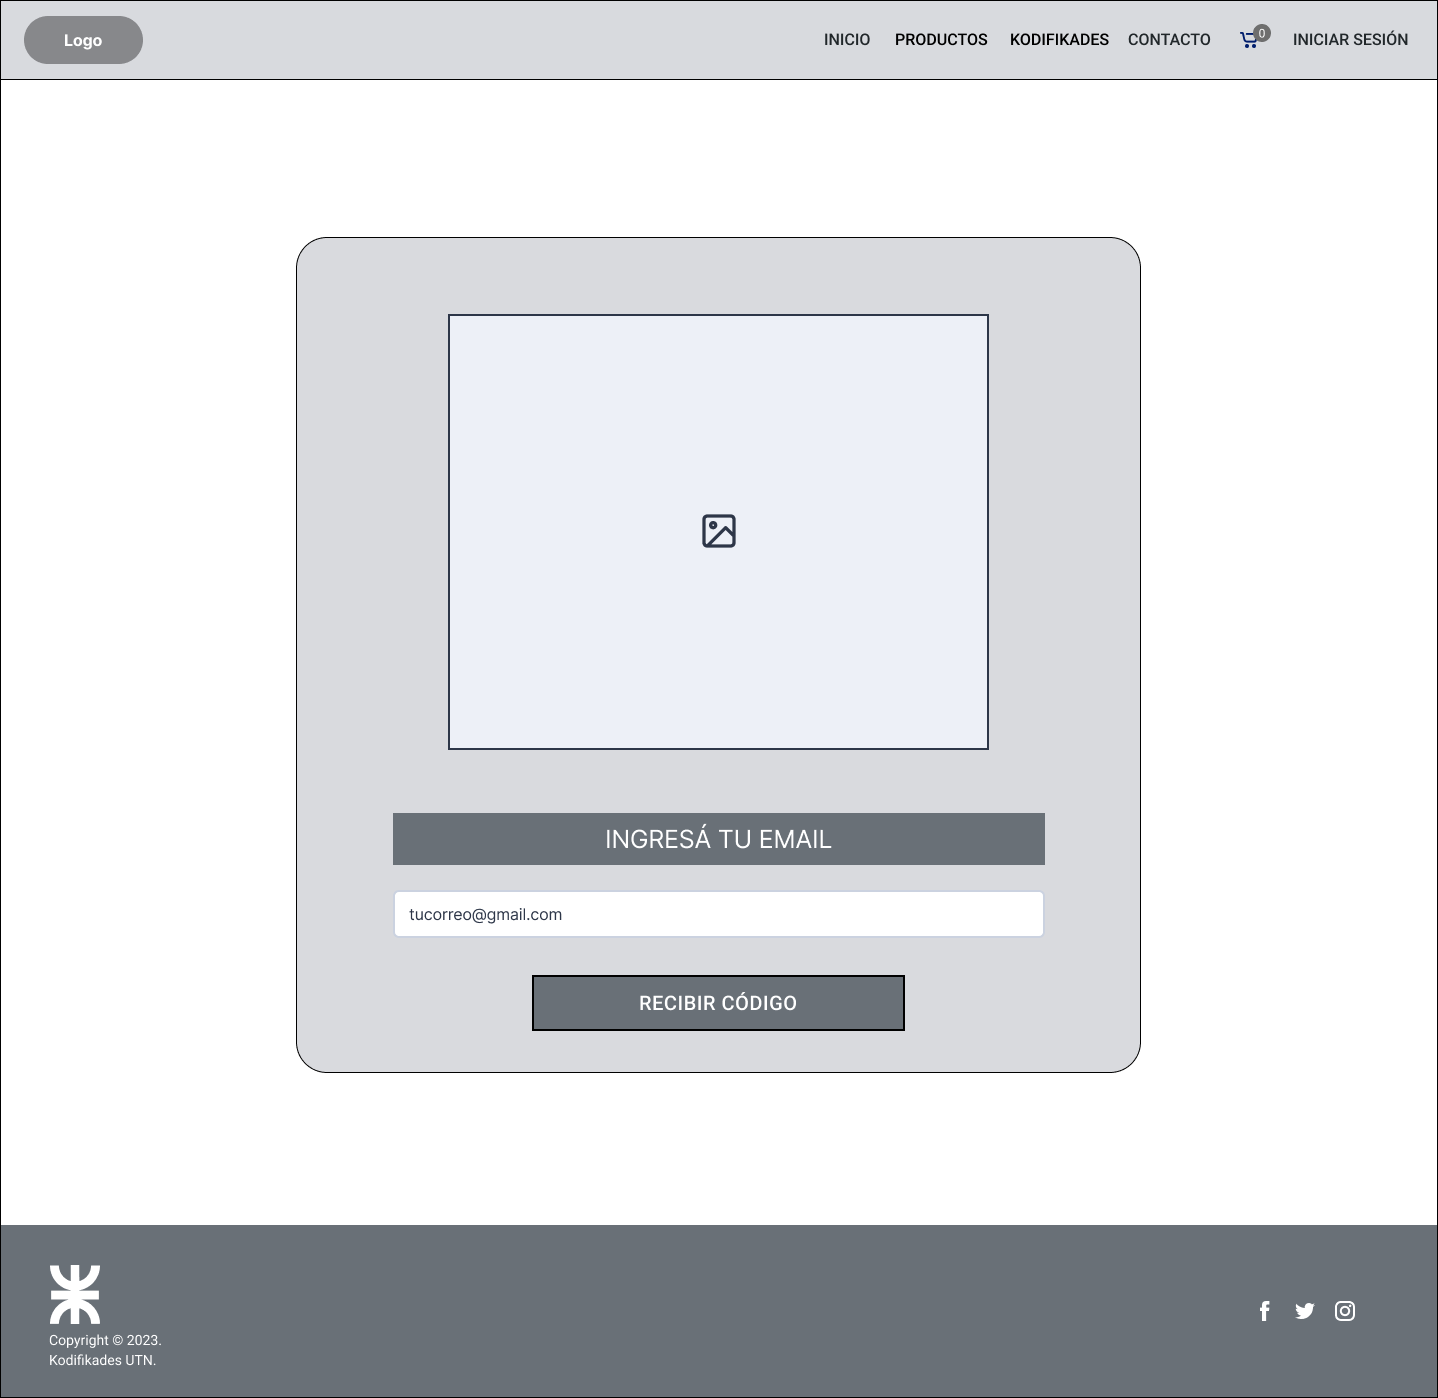 Logo
INICIO PRODUCTOS KODIFIKADES CONTACTO 0 INICIAR SESIÓN
INGRESÁ TU EMAIL
tucorreo@gmail.com
RECIBIR CÓDIGO
Copyright © 2023.
Kodifikades UTN.